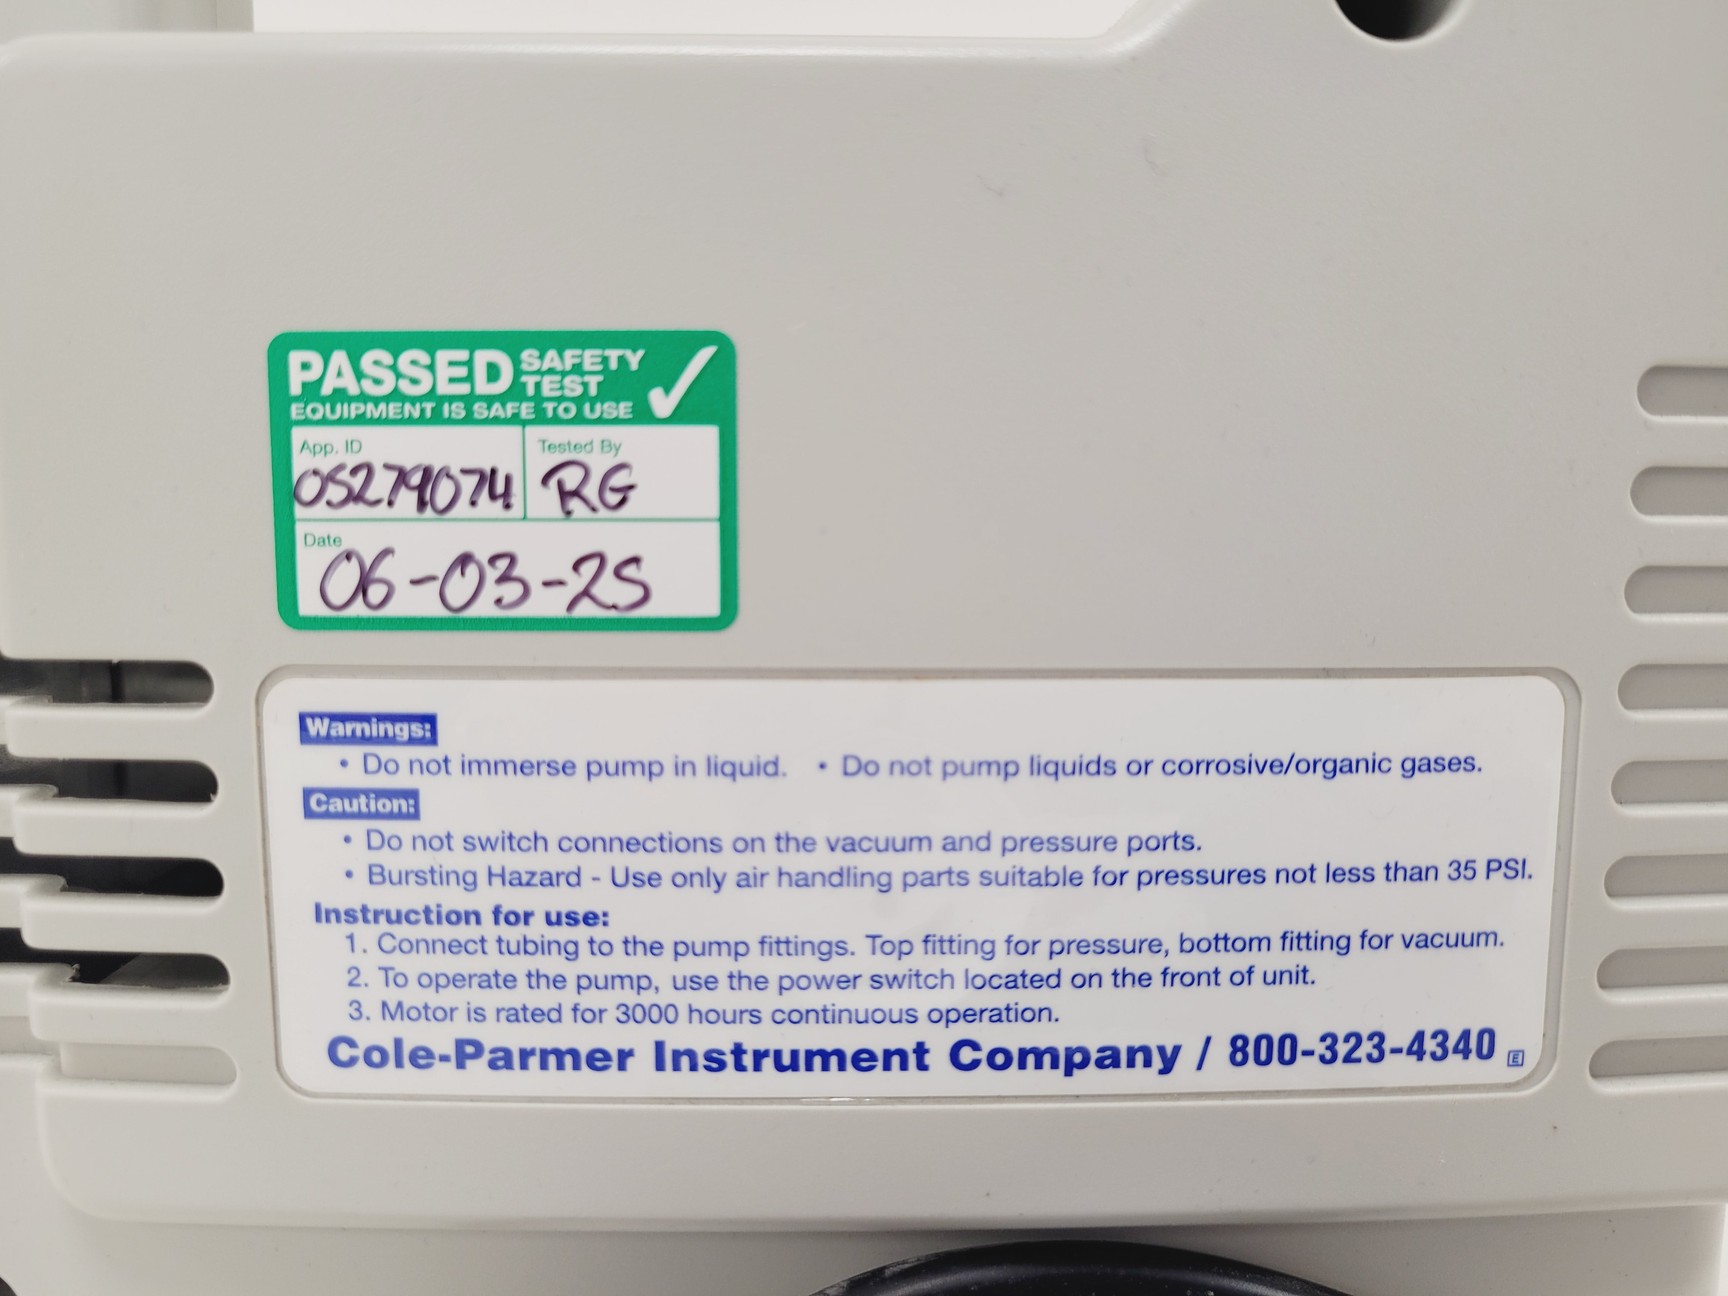 PASSED SAFETY TEST
EQUIPMENT IS SAFE TO USE
App. ID
05279074
Tested By
RG
Date
06-03-25
Warnings:
• Do not immerse pump in liquid. • Do not pump liquids or corrosive/organic gases.
Caution:
• Do not switch connections on the vacuum and pressure ports.
• Bursting Hazard - Use only air handling parts suitable for pressures not less than 35 PSI.
Instruction for use:
1. Connect tubing to the pump fittings. Top fitting for pressure, bottom fitting for vacuum.
2. To operate the pump, use the power switch located on the front of unit.
3. Motor is rated for 3000 hours continuous operation.
Cole-Parmer Instrument Company / 800-323-4340 E